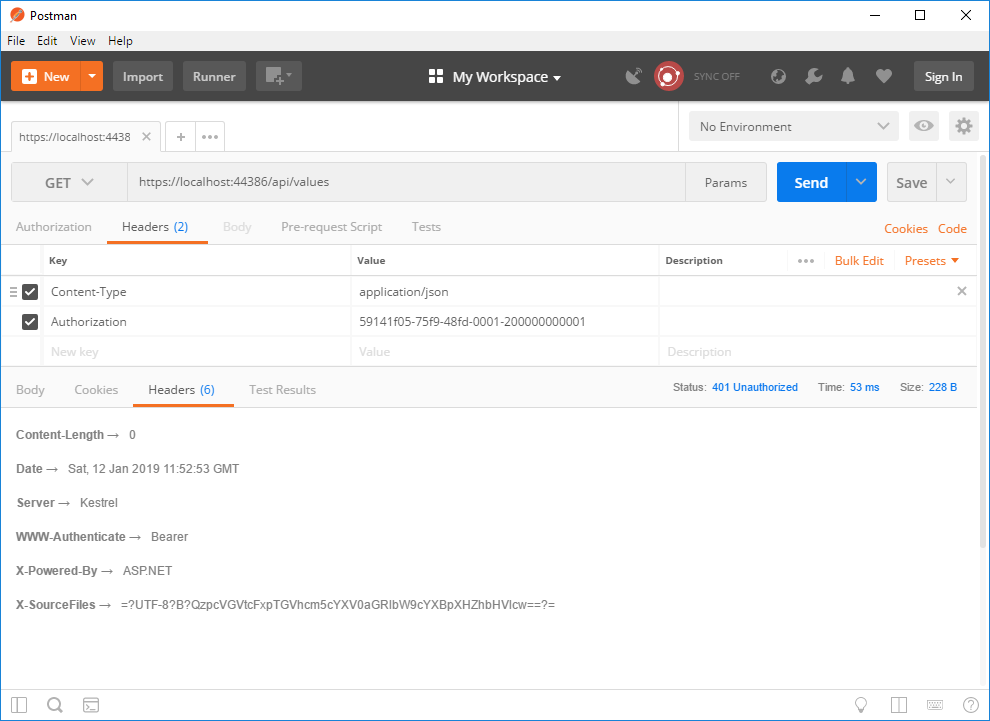 Postman
File Edit View Help
New Import Runner My Workspace SYNC OFF Sign In
https://localhost:4438 No Environment
GET https://localhost:44386/api/values Params Send Save
Authorization Headers (2) Body Pre-request Script Tests Cookies Code
Key Value Description Bulk Edit Presets
Content-Type application/json
Authorization 59141f05-75f9-48fd-0001-200000000001
New key Value Description
Body Cookies Headers (6) Test Results Status: 401 Unauthorized Time: 53 ms Size: 228 B
Content-Length → 0
Date → Sat, 12 Jan 2019 11:52:53 GMT
Server → Kestrel
WWW-Authenticate → Bearer
X-Powered-By → ASP.NET
X-SourceFiles → =?UTF-8?B?QzpcVGVtcFxpTGVhcm5cYXV0aGRlbW9cYXBpXHZhbHVlcw==?=